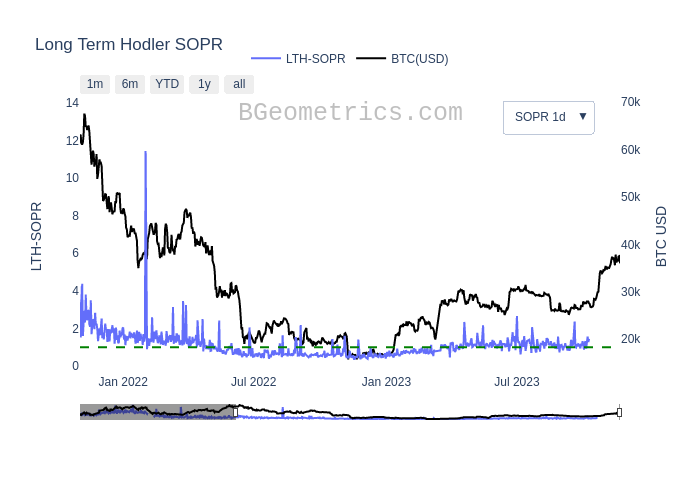 Long Term Hodler SOPR
LTH-SOPR BTC(USD)
1m 6m YTD 1y all
BGeometrics.com
SOPR 1d ▼
14
12
10
8
6
4
2
0
LTH-SOPR
70k
60k
50k
40k
30k
20k
BTC USD
Jan 2022 Jul 2022 Jan 2023 Jul 2023